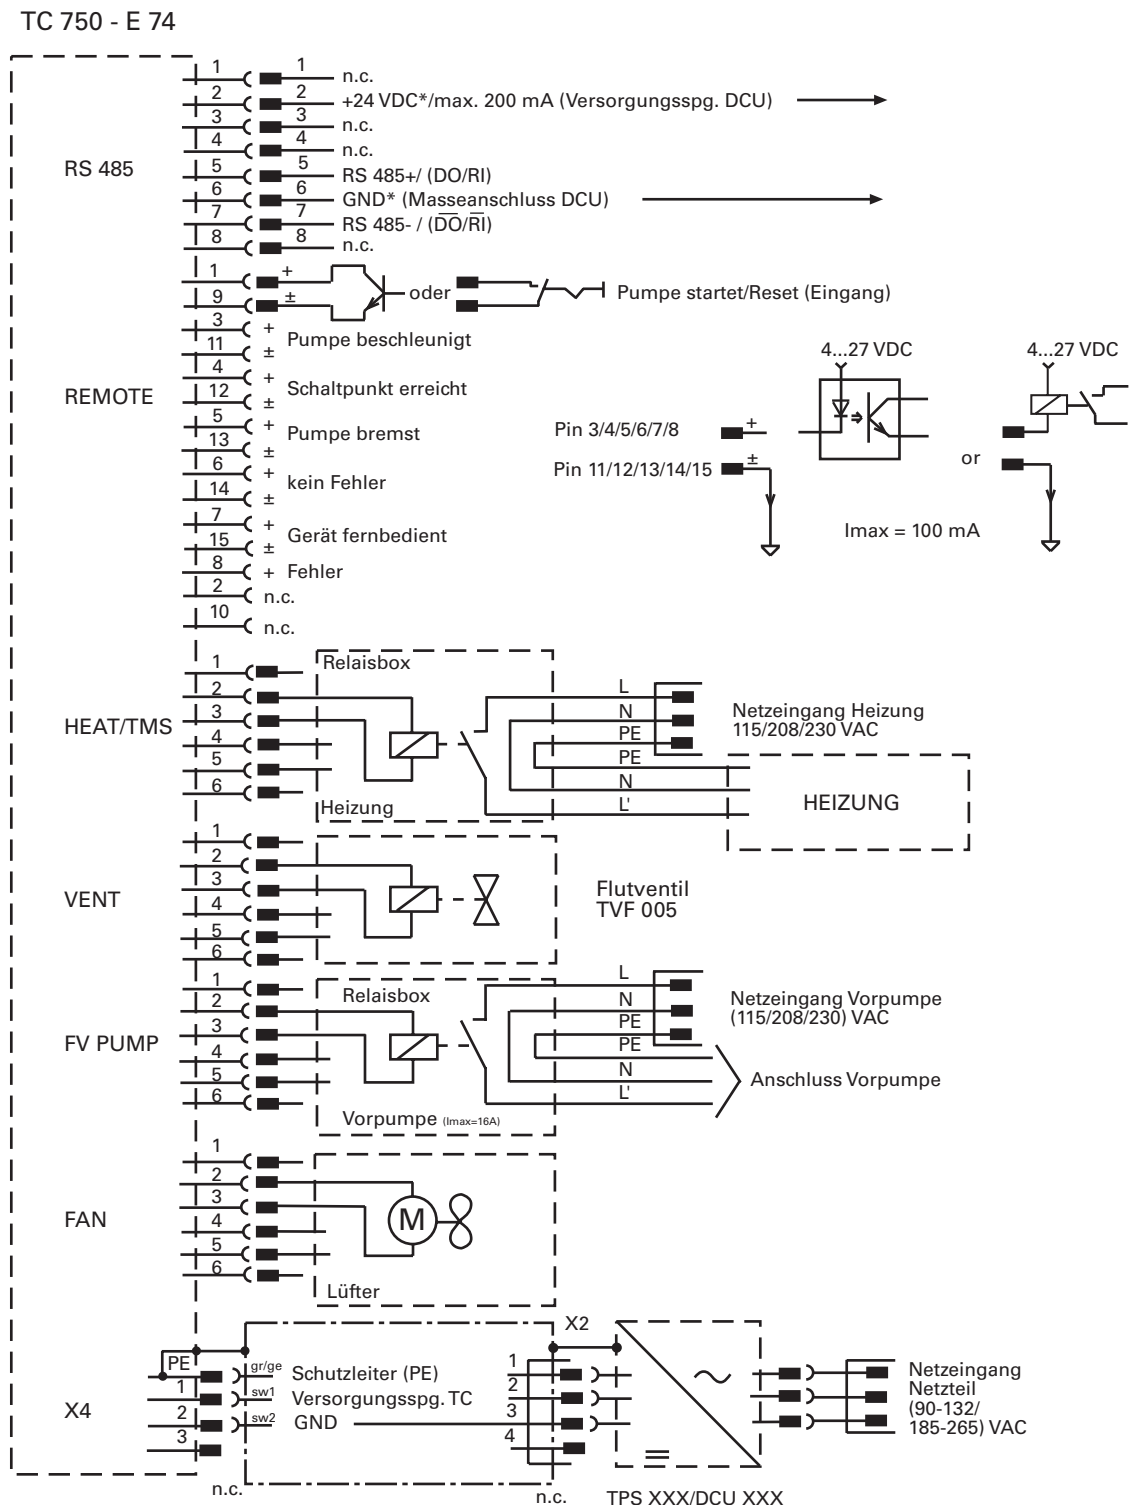 TC 750 - E 74
RS 485
1 1 n.c.
2 2 +24 VDC*/max. 200 mA (Versorgungsspg. DCU)
3 3 n.c.
4 4 n.c.
5 5 RS 485+/ (DO/RI)
6 6 GND* (Masseanschluss DCU)
7 7 RS 485- / (D̅O̅/R̅I̅)
8 8 n.c.
REMOTE
1 +
9 ± oder Pumpe startet/Reset (Eingang)
3 + Pumpe beschleunigt
11 ±
4 + Schaltpunkt erreicht
12 ±
5 + Pumpe bremst
13 ±
6 + kein Fehler
14 ±
7 + Gerät fernbedient
15 ±
8 + Fehler
2 n.c.
10 n.c.
4...27 VDC
4...27 VDC
Pin 3/4/5/6/7/8 +
Pin 11/12/13/14/15 ±
or
Imax = 100 mA
HEAT/TMS
1
2
3
4
5
6
Relaisbox
Heizung
L
N
PE
PE
N
L'
Netzeingang Heizung
115/208/230 VAC
HEIZUNG
VENT
1
2
3
4
5
6
Flutventil
TVF 005
FV PUMP
1
2
3
4
5
6
Relaisbox
Vorpumpe (Imax=16A)
L
N
PE
PE
N
L'
Netzeingang Vorpumpe
(115/208/230) VAC
Anschluss Vorpumpe
FAN
1
2
3
4
5
6
M
Lüfter
X4
PE gr/ge Schutzleiter (PE)
1 sw1 Versorgungsspg. TC
2 sw2 GND
3
n.c.
X2
1
2
3
4
n.c.
TPS XXX/DCU XXX
Netzeingang
Netzteil
(90-132/
185-265) VAC